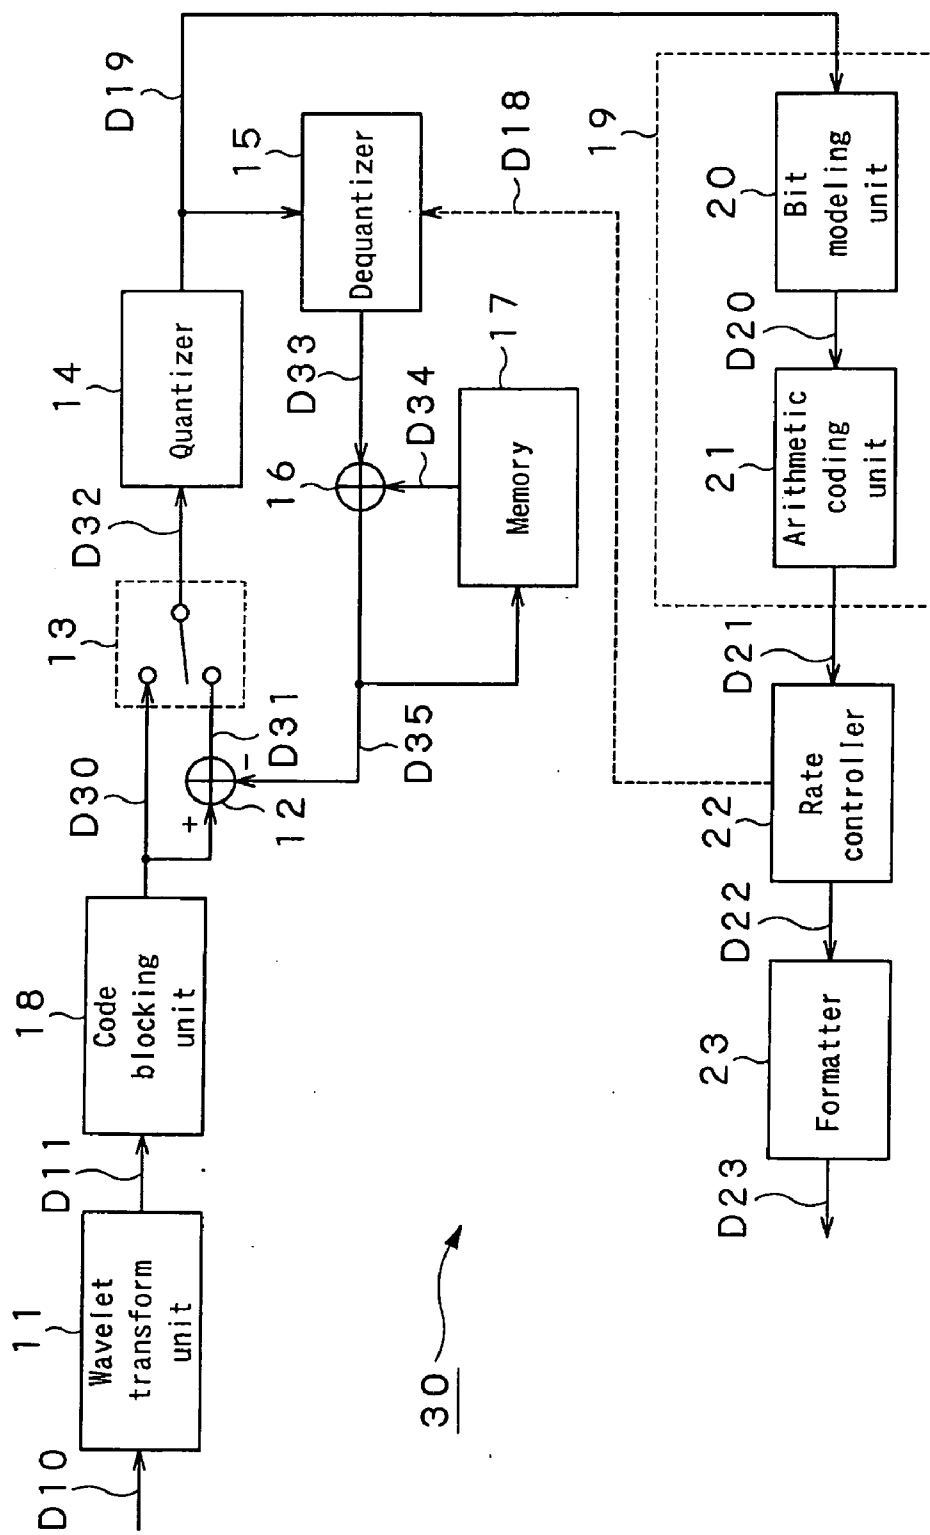 D10
11
Wavelet
transform
unit
D11
18
Code
blocking
unit
D30
+
12
-
D31
13
D32
14
Quantizer
D19
15
Dequantizer
D33
16
D34
17
Memory
D35
D18
19
20
Bit
modeling
unit
D20
21
Arithmetic
coding
unit
D21
22
Rate
controller
D22
23
Formatter
D23
30